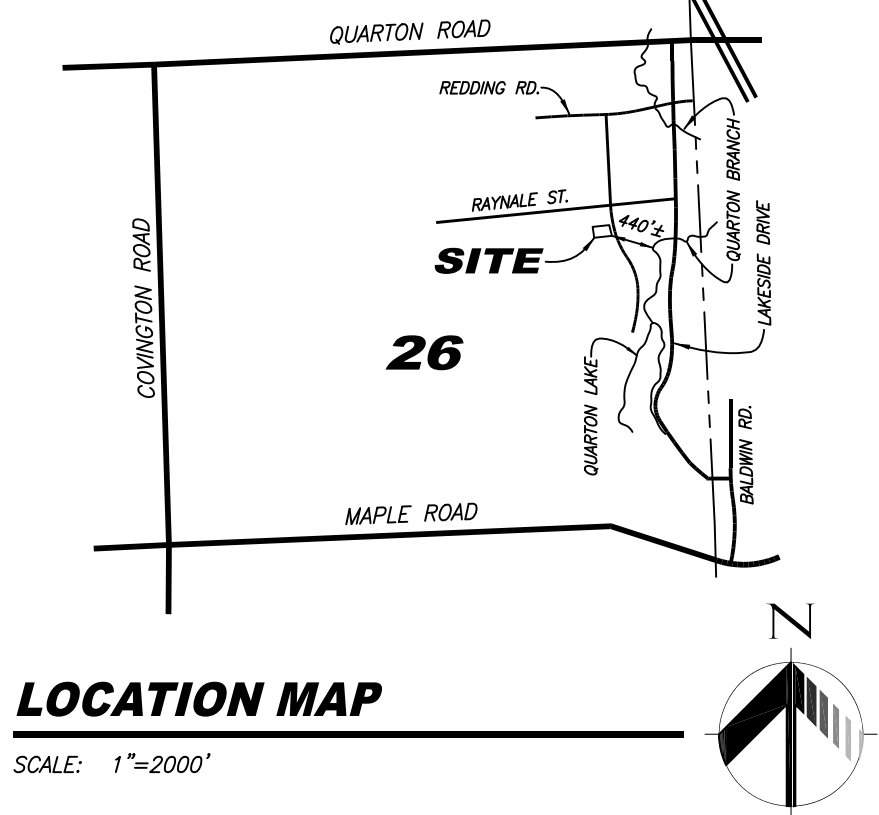 QUARTON ROAD
REDDING RD.
QUARTON BRANCH
RAYNALE ST.
440'±
SITE
LAKESIDE DRIVE
COVINGTON ROAD
26
QUARTON LAKE
BALDWIN RD.
MAPLE ROAD
N
LOCATION MAP
SCALE: 1"=2000'